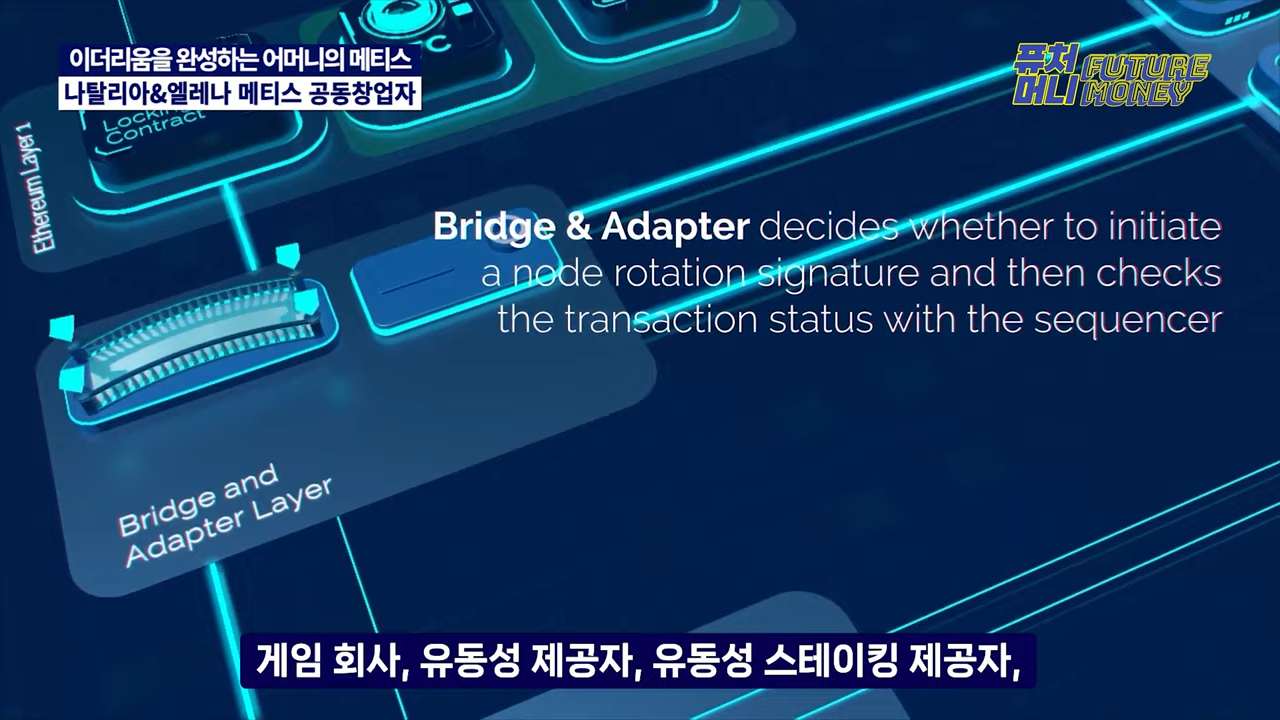 이더리움을 완성하는 어머니의 메티스
나탈리아&엘레나 메티스 공동창업자
퓨처
머니
FUTURE
MONEY
Locking
Contract
Ethereum Layer 1
Bridge & Adapter decides whether to initiate
a node rotation signature and then checks
the transaction status with the sequencer
Bridge and
Adapter Layer
게임 회사, 유동성 제공자, 유동성 스테이킹 제공자,